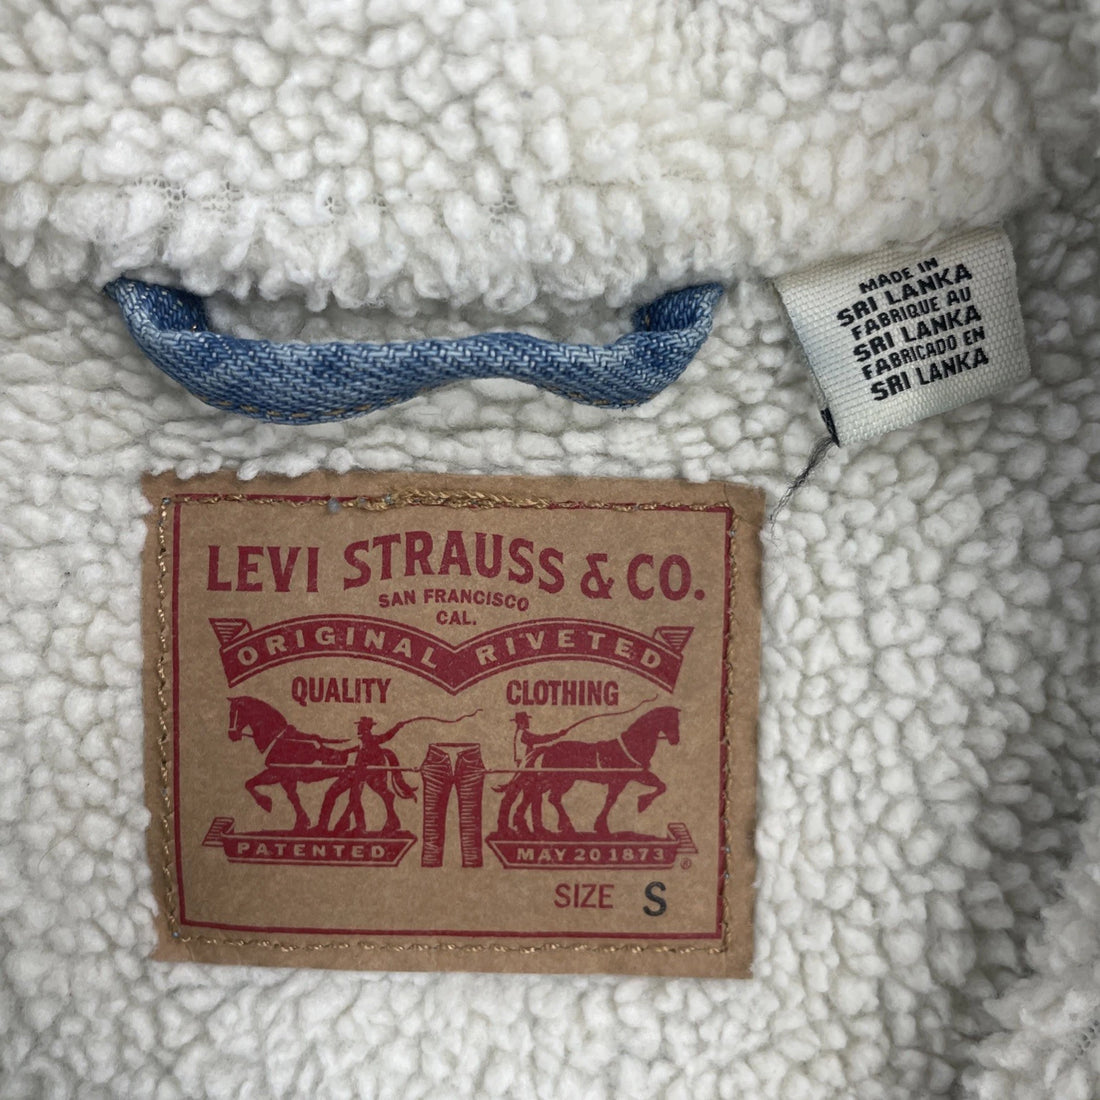 MADE IN
SRI LANKA
FABRIQUE AU
SRI LANKA
FABRICADO EN
SRI LANKA
LEVI STRAUSS & CO.
SAN FRANCISCO
CAL.
ORIGINAL RIVETED
QUALITY CLOTHING
PATENTED MAY 20 1873 ®
SIZE S